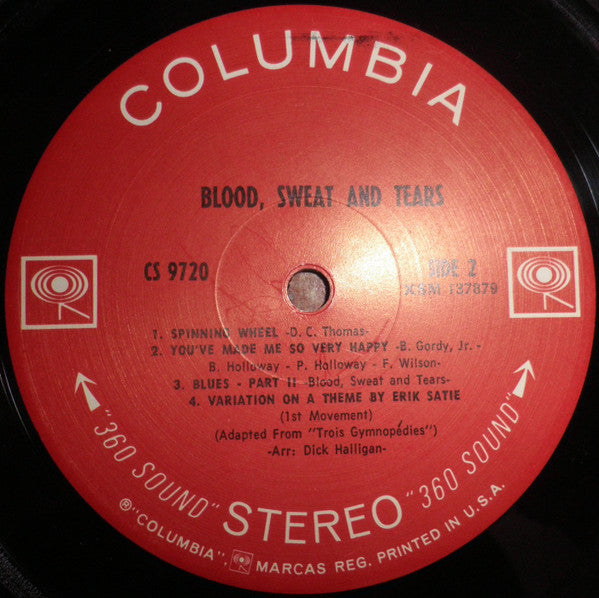 COLUMBIA
BLOOD, SWEAT AND TEARS
CS 9720
SIDE 2
XSM 137879
1. SPINNING WHEEL -D. C. Thomas-
2. YOU'VE MADE ME SO VERY HAPPY -B. Gordy, Jr. -
B. Holloway - P. Holloway - F. Wilson-
3. BLUES - PART II -Blood, Sweat and Tears-
4. VARIATION ON A THEME BY ERIK SATIE
(1st Movement)
(Adapted From "Trois Gymnopédies")
-Arr: Dick Halligan-
"360 SOUND" STEREO "360 SOUND"
®"COLUMBIA", MARCAS REG. PRINTED IN U.S.A.